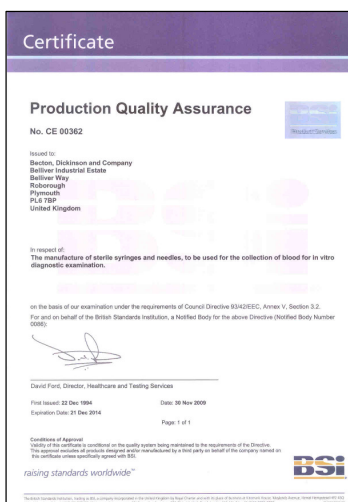 Certificate
Production Quality Assurance
No. CE 00362
Product Services
Issued to:
Becton, Dickinson and Company
Belliver Industrial Estate
Belliver Way
Roborough
Plymouth
PL6 7BP
United Kingdom
In respect of:
The manufacture of sterile syringes and needles, to be used for the collection of blood for in vitro
diagnostic examination.
on the basis of our examination under the requirements of Council Directive 93/42/EEC, Annex V, Section 3.2.
For and on behalf of the British Standards Institution, a Notified Body for the above Directive (Notified Body Number
0086):
David Ford, Director, Healthcare and Testing Services
First Issued: 22 Dec 1994 Date: 30 Nov 2009
Expiration Date: 21 Dec 2014
Page: 1 of 1
Conditions of Approval
Validity of this certificate is conditional on the quality system being maintained to the requirements of the Directive.
This approval excludes all products designed and/or manufactured by a third party on behalf of the company named on
this certificate unless specifically agreed with BSI.
raising standards worldwide™
BSi